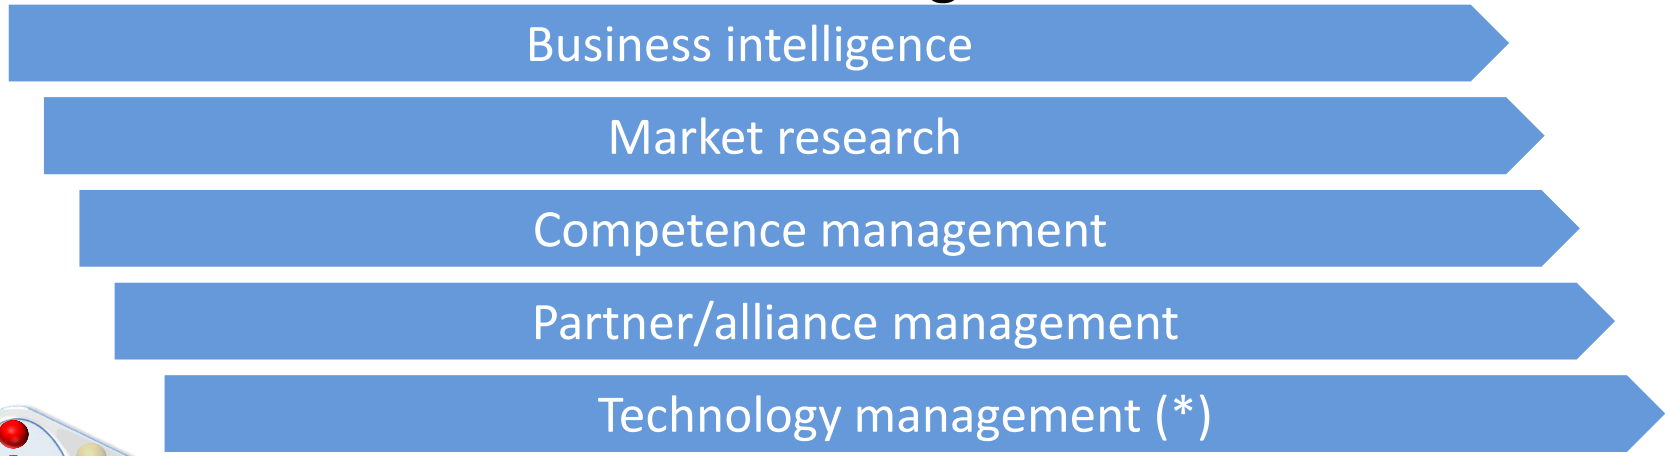 Business intelligence
Market research
Competence management
Partner/alliance management
Technology management (*)